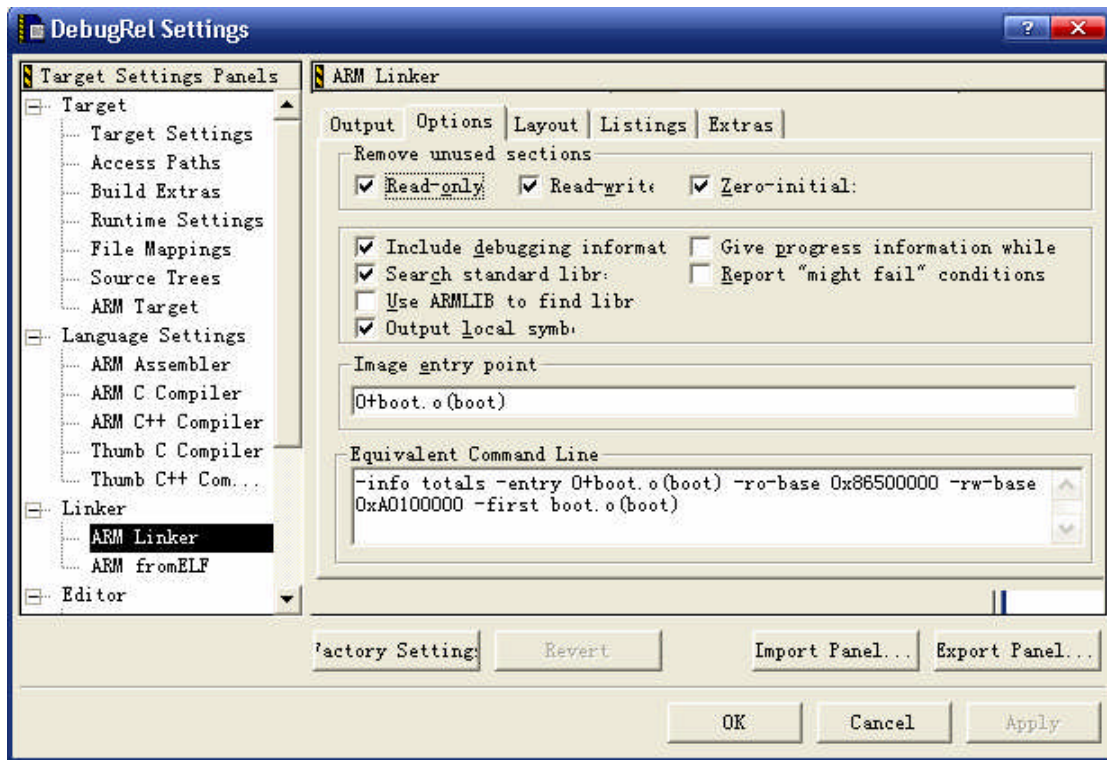 DebugRel Settings
Target Settings Panels
Target
Target Settings
Access Paths
Build Extras
Runtime Settings
File Mappings
Source Trees
ARM Target
Language Settings
ARM Assembler
ARM C Compiler
ARM C++ Compiler
Thumb C Compiler
Thumb C++ Com...
Linker
ARM Linker
ARM fromELF
Editor
ARM Linker
Output Options Layout Listings Extras
Remove unused sections
Read-only Read-write Zero-initial:
Include debugging informat Give progress information while
Search standard libr Report "might fail" conditions
Use ARMLIB to find libr
Output local symb
Image entry point
0+boot.o(boot)
Equivalent Command Line
-info totals -entry 0+boot.o(boot) -ro-base 0x86500000 -rw-base
0xA0100000 -first boot.o(boot)
Factory Setting Revert Import Panel... Export Panel...
OK Cancel Apply